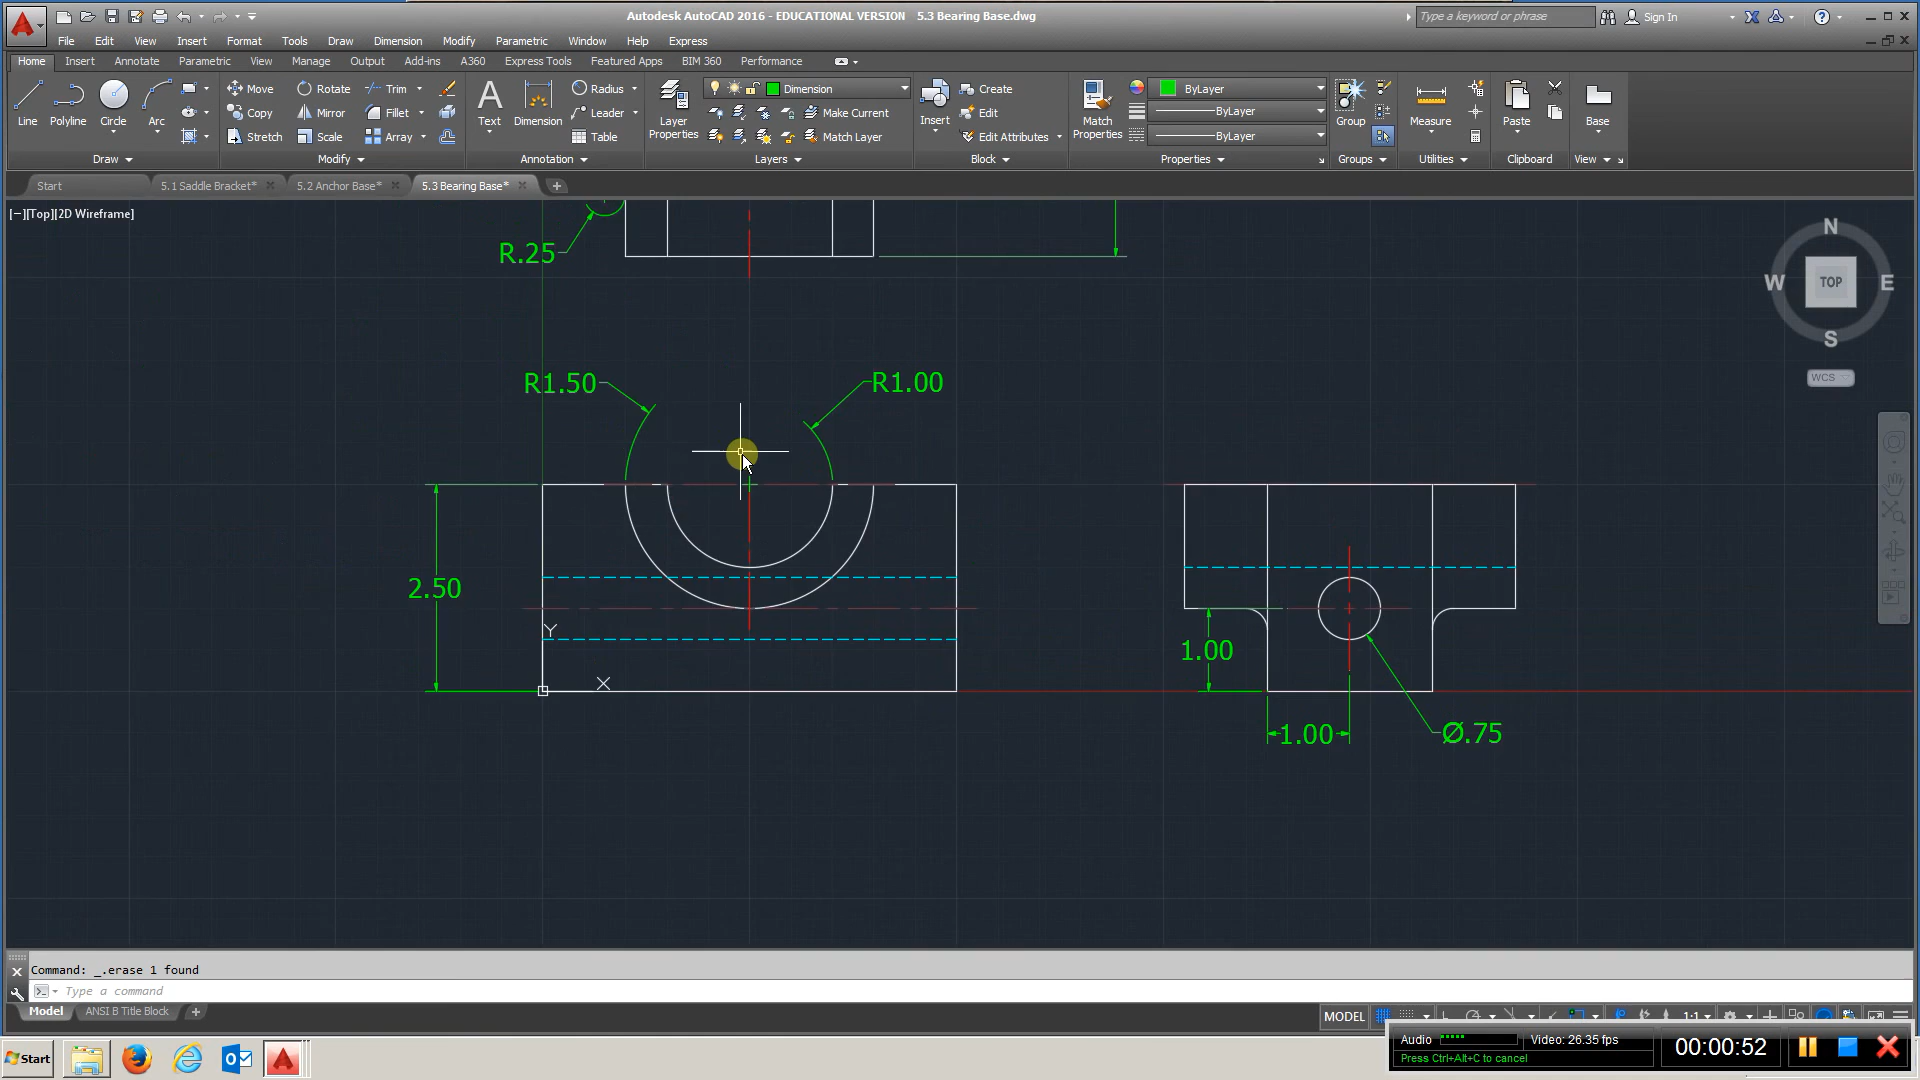 Autodesk AutoCAD 2016 - EDUCATIONAL VERSION 5.3 Bearing Base.dwg
Type a keyword or phrase
Sign In
File Edit View Insert Format Tools Draw Dimension Modify Parametric Window Help Express
Home Insert Annotate Parametric View Manage Output Add-ins A360 Express Tools Featured Apps BIM 360 Performance
Line Polyline Circle Arc
Move Rotate Trim
Copy Mirror Fillet
Stretch Scale Array
Text Dimension
Radius
Leader
Table
Layer Properties
Dimension
Make Current
Match Layer
Insert
Create
Edit
Edit Attributes
Match Properties
ByLayer
ByLayer
ByLayer
Group
Measure
Paste
Base
Draw Modify Annotation Layers Block Properties Groups Utilities Clipboard View
Start 5.1 Saddle Bracket* 5.2 Anchor Base* 5.3 Bearing Base*
[−][Top][2D Wireframe]
N
W TOP E
S
WCS
R.25
R1.50
R1.00
2.50
Y
X
1.00
1.00
Ø.75
Command: _.erase 1 found
Type a command
Model ANSI B Title Block
MODEL
1:1
Start
Audio
Video: 26.35 fps
Press Ctrl+Alt+C to cancel
00:00:52